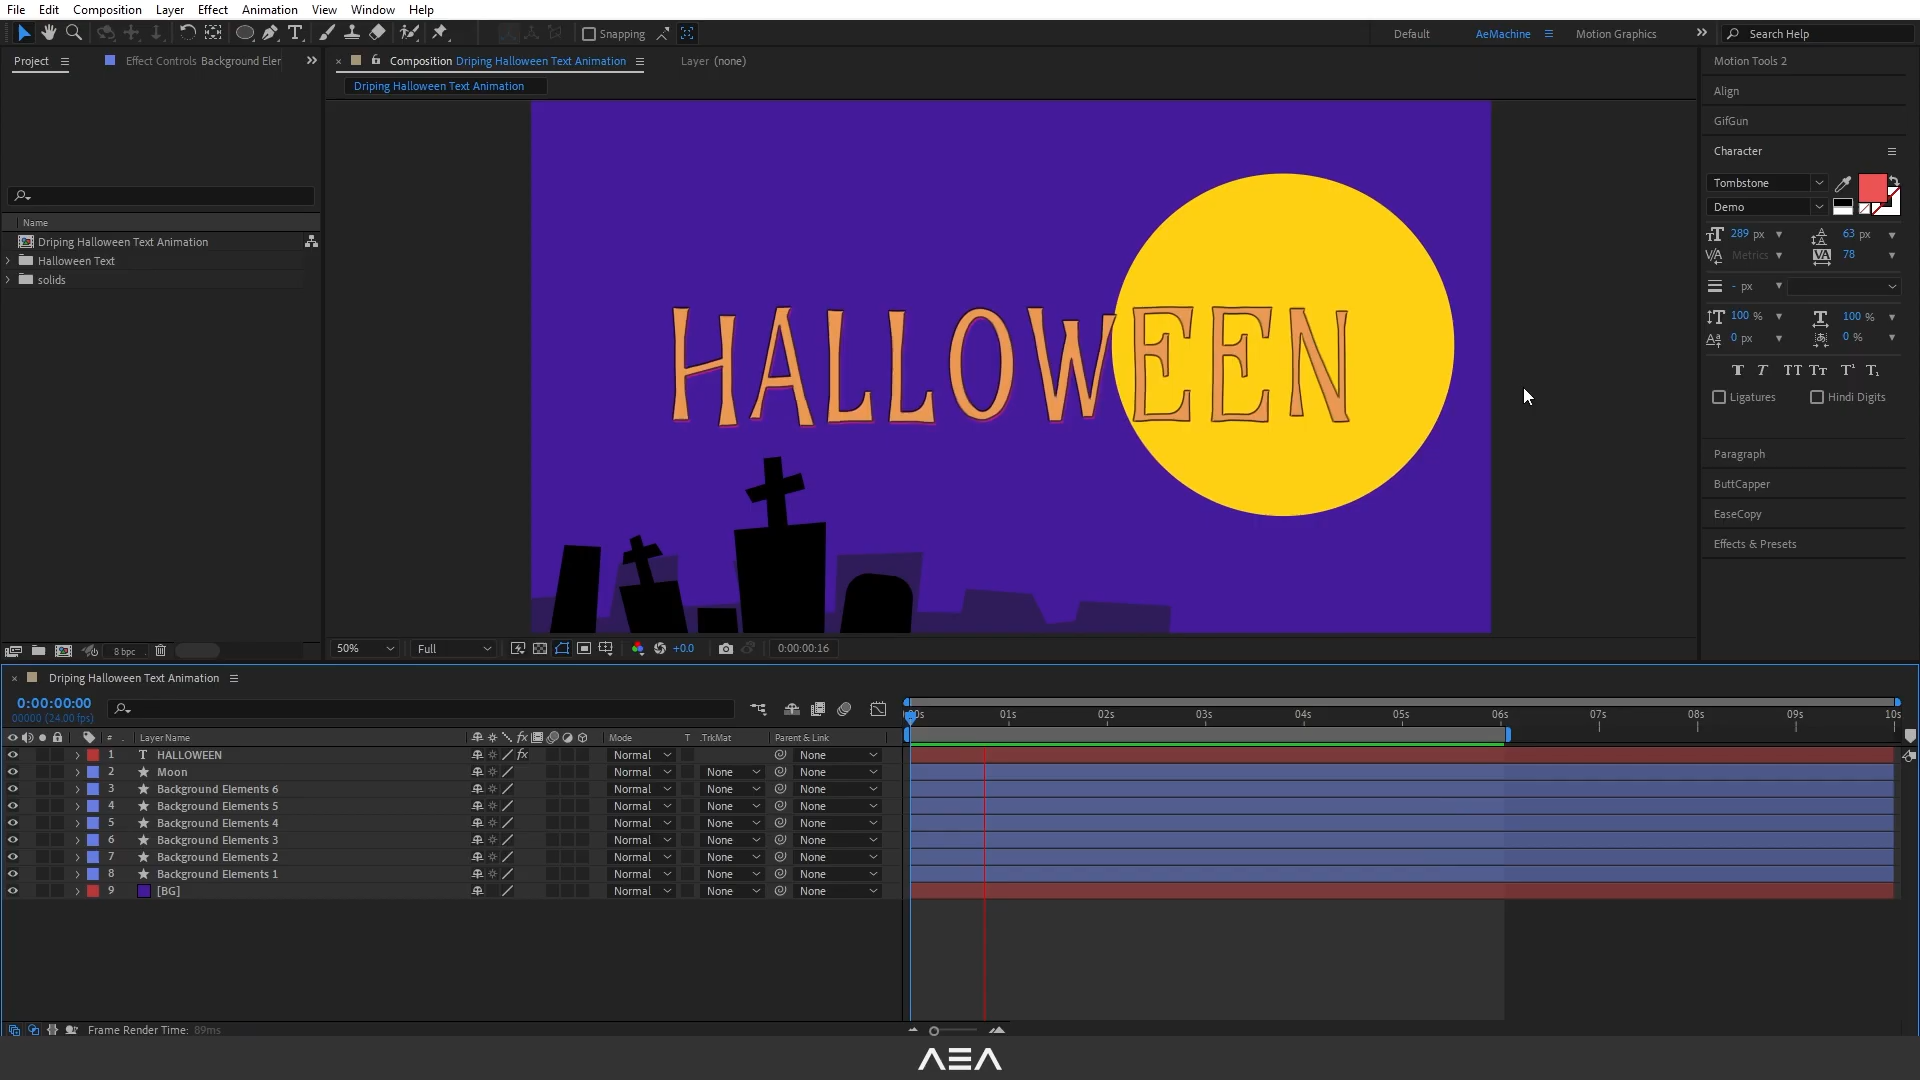 File Edit Composition Layer Effect Animation View Window Help
Snapping
Default AeMachine Motion Graphics Search Help
Project Effect Controls Background Eler
Composition Driping Halloween Text Animation Layer (none)
Driping Halloween Text Animation
Name
Driping Halloween Text Animation
Halloween Text
solids
8 bpc
HALLOWEEN
50% Full +0.0 0:00:00:16
Motion Tools 2
Align
GifGun
Character
Tombstone
Demo
289 px 63 px
Metrics 78
- px
100 % 100 %
0 px 0 %
T T TT Tt T¹ T₁
Ligatures Hindi Digits
Paragraph
ButtCapper
EaseCopy
Effects & Presets
Driping Halloween Text Animation
0:00:00:00
00000 (24.00 fps)
00s 01s 02s 03s 04s 05s 06s 07s 08s 09s 10s
# Layer Name Mode T .TrkMat Parent & Link
1 T HALLOWEEN fx Normal None
2 Moon Normal None None
3 Background Elements 6 Normal None None
4 Background Elements 5 Normal None None
5 Background Elements 4 Normal None None
6 Background Elements 3 Normal None None
7 Background Elements 2 Normal None None
8 Background Elements 1 Normal None None
9 [BG] Normal None None
Frame Render Time: 89ms